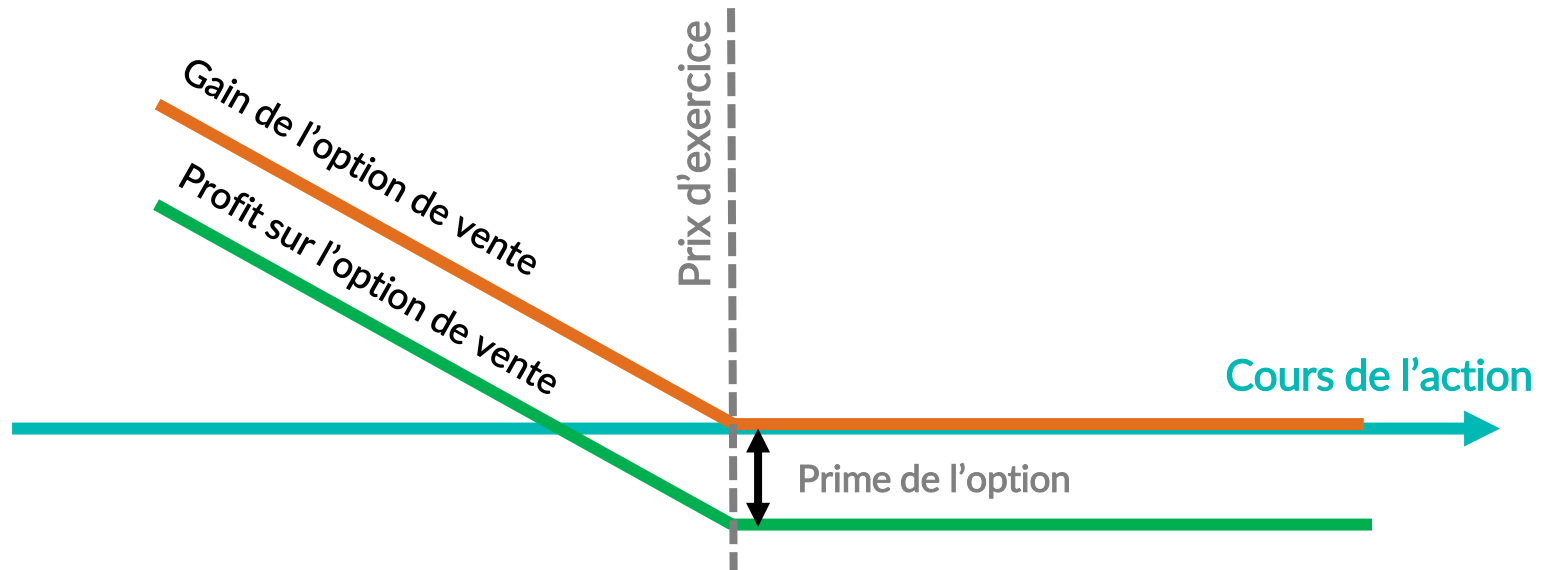 Gain de l’option de vente
Profit sur l’option de vente
Prix d’exercice
Cours de l’action
Prime de l’option